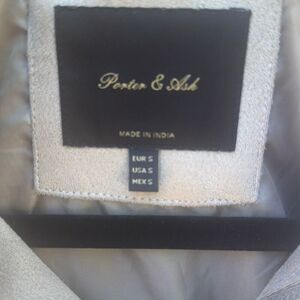 Porter & Ash
MADE IN INDIA
EUR S
USA S
MEX S